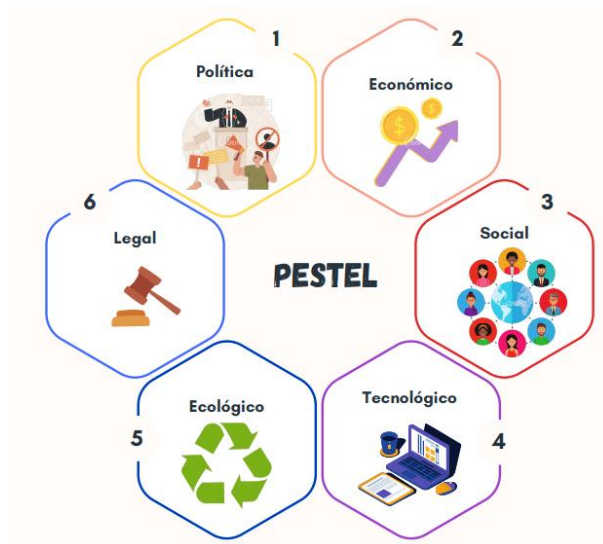 1
Política
2
Económico
3
Social
4
Tecnológico
5
Ecológico
6
Legal
PESTEL